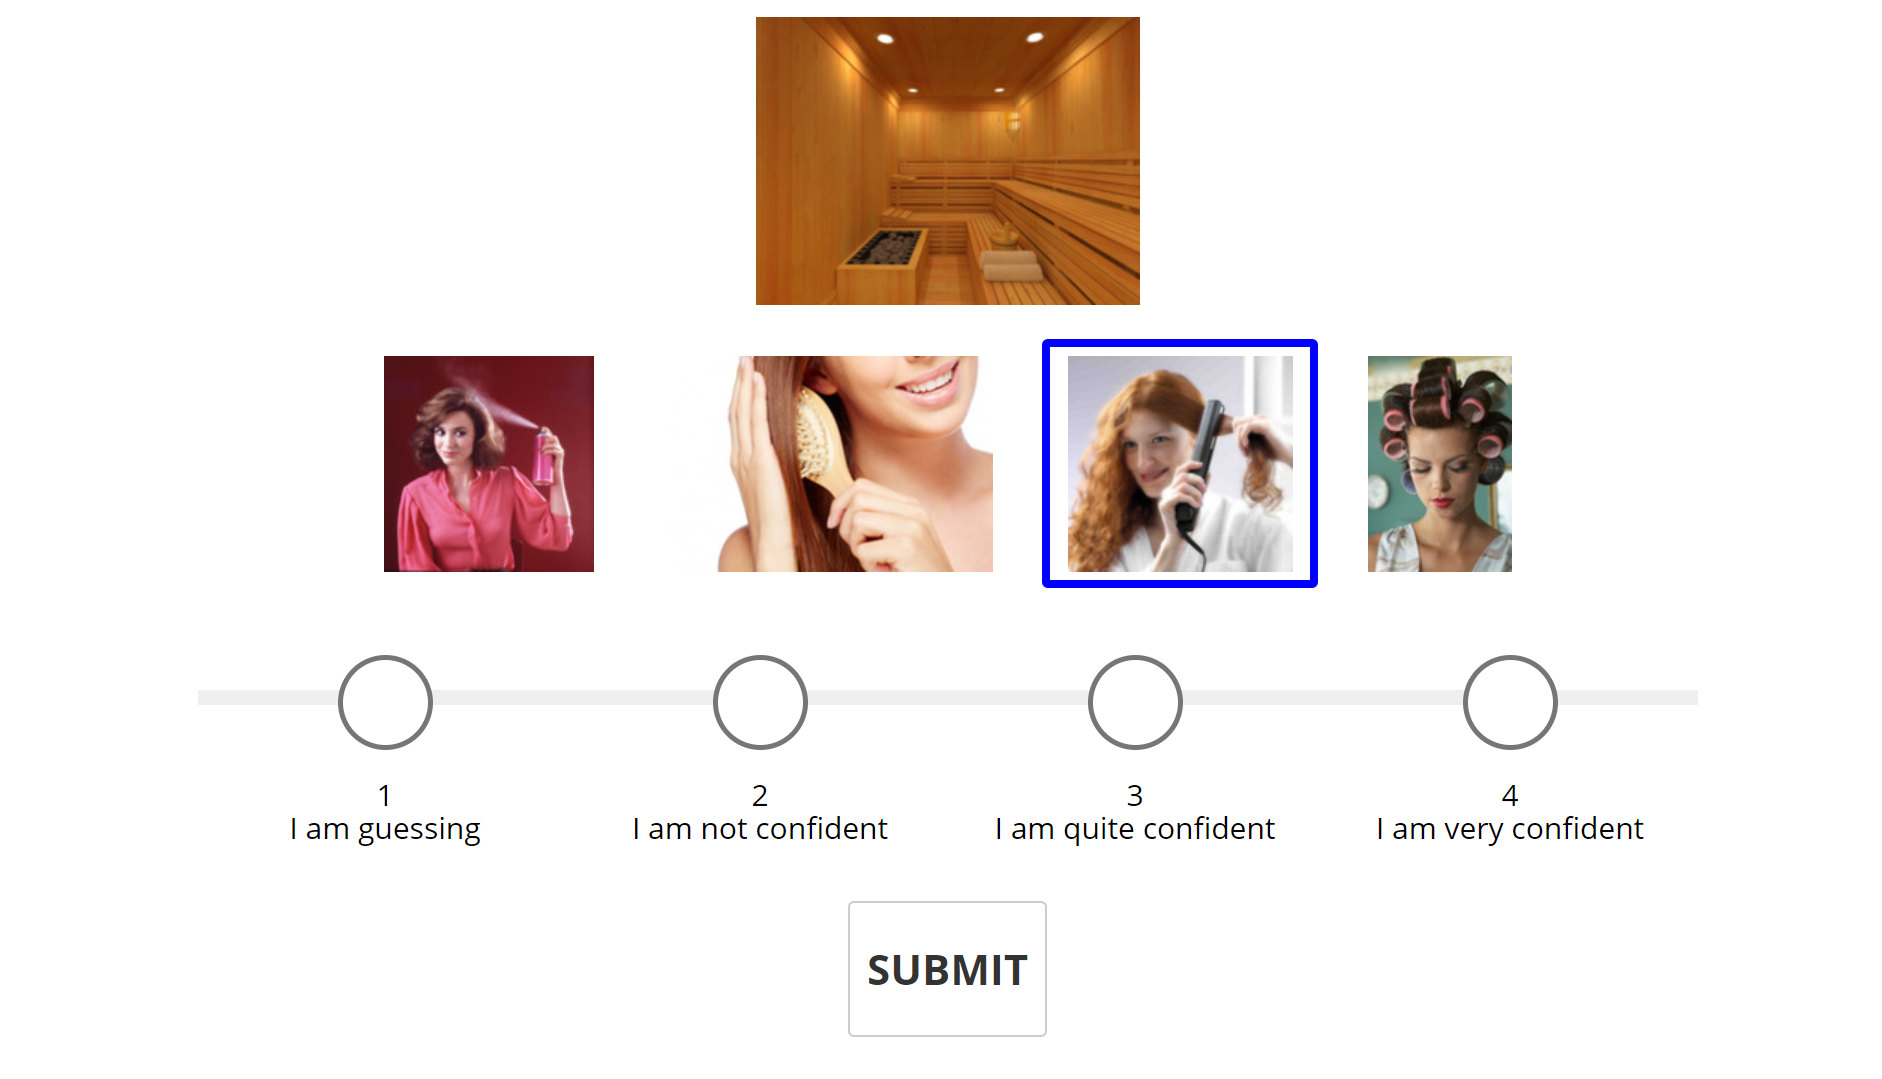 1
I am guessing
2
I am not confident
3
I am quite confident
4
I am very confident
SUBMIT